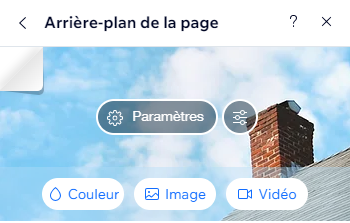 Arrière-plan de la page ?
Paramètres
Couleur Image Vidéo